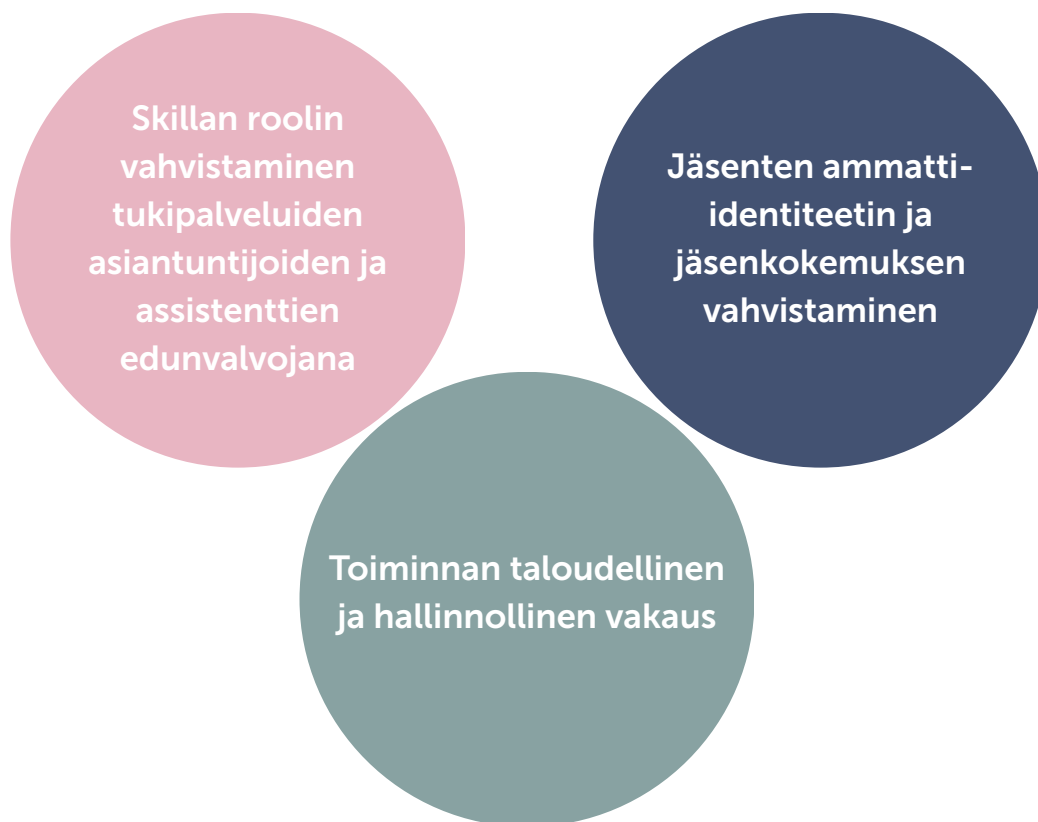 Skillan roolin
vahvistaminen
tukipalveluiden
asiantuntijoiden ja
assistenttien
edunvalvojana
Jäsenten ammatti-
identiteetin ja
jäsenkokemuksen
vahvistaminen
Toiminnan taloudellinen
ja hallinnollinen vakaus